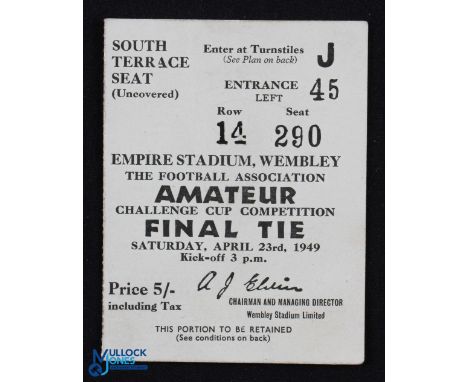 SOUTH TERRACE SEAT (Uncovered)
Enter at Turnstiles J
(See Plan on back)
ENTRANCE LEFT 45
Row Seat
14 290
EMPIRE STADIUM, WEMBLEY
THE FOOTBALL ASSOCIATION
AMATEUR
CHALLENGE CUP COMPETITION
FINAL TIE
SATURDAY, APRIL 23rd, 1949
Kick-off 3 p.m.
Price 5/-
including Tax
A J Elvin
CHAIRMAN AND MANAGING DIRECTOR
Wembley Stadium Limited
THIS PORTION TO BE RETAINED
(See conditions on back)
MULLOCK
JONES